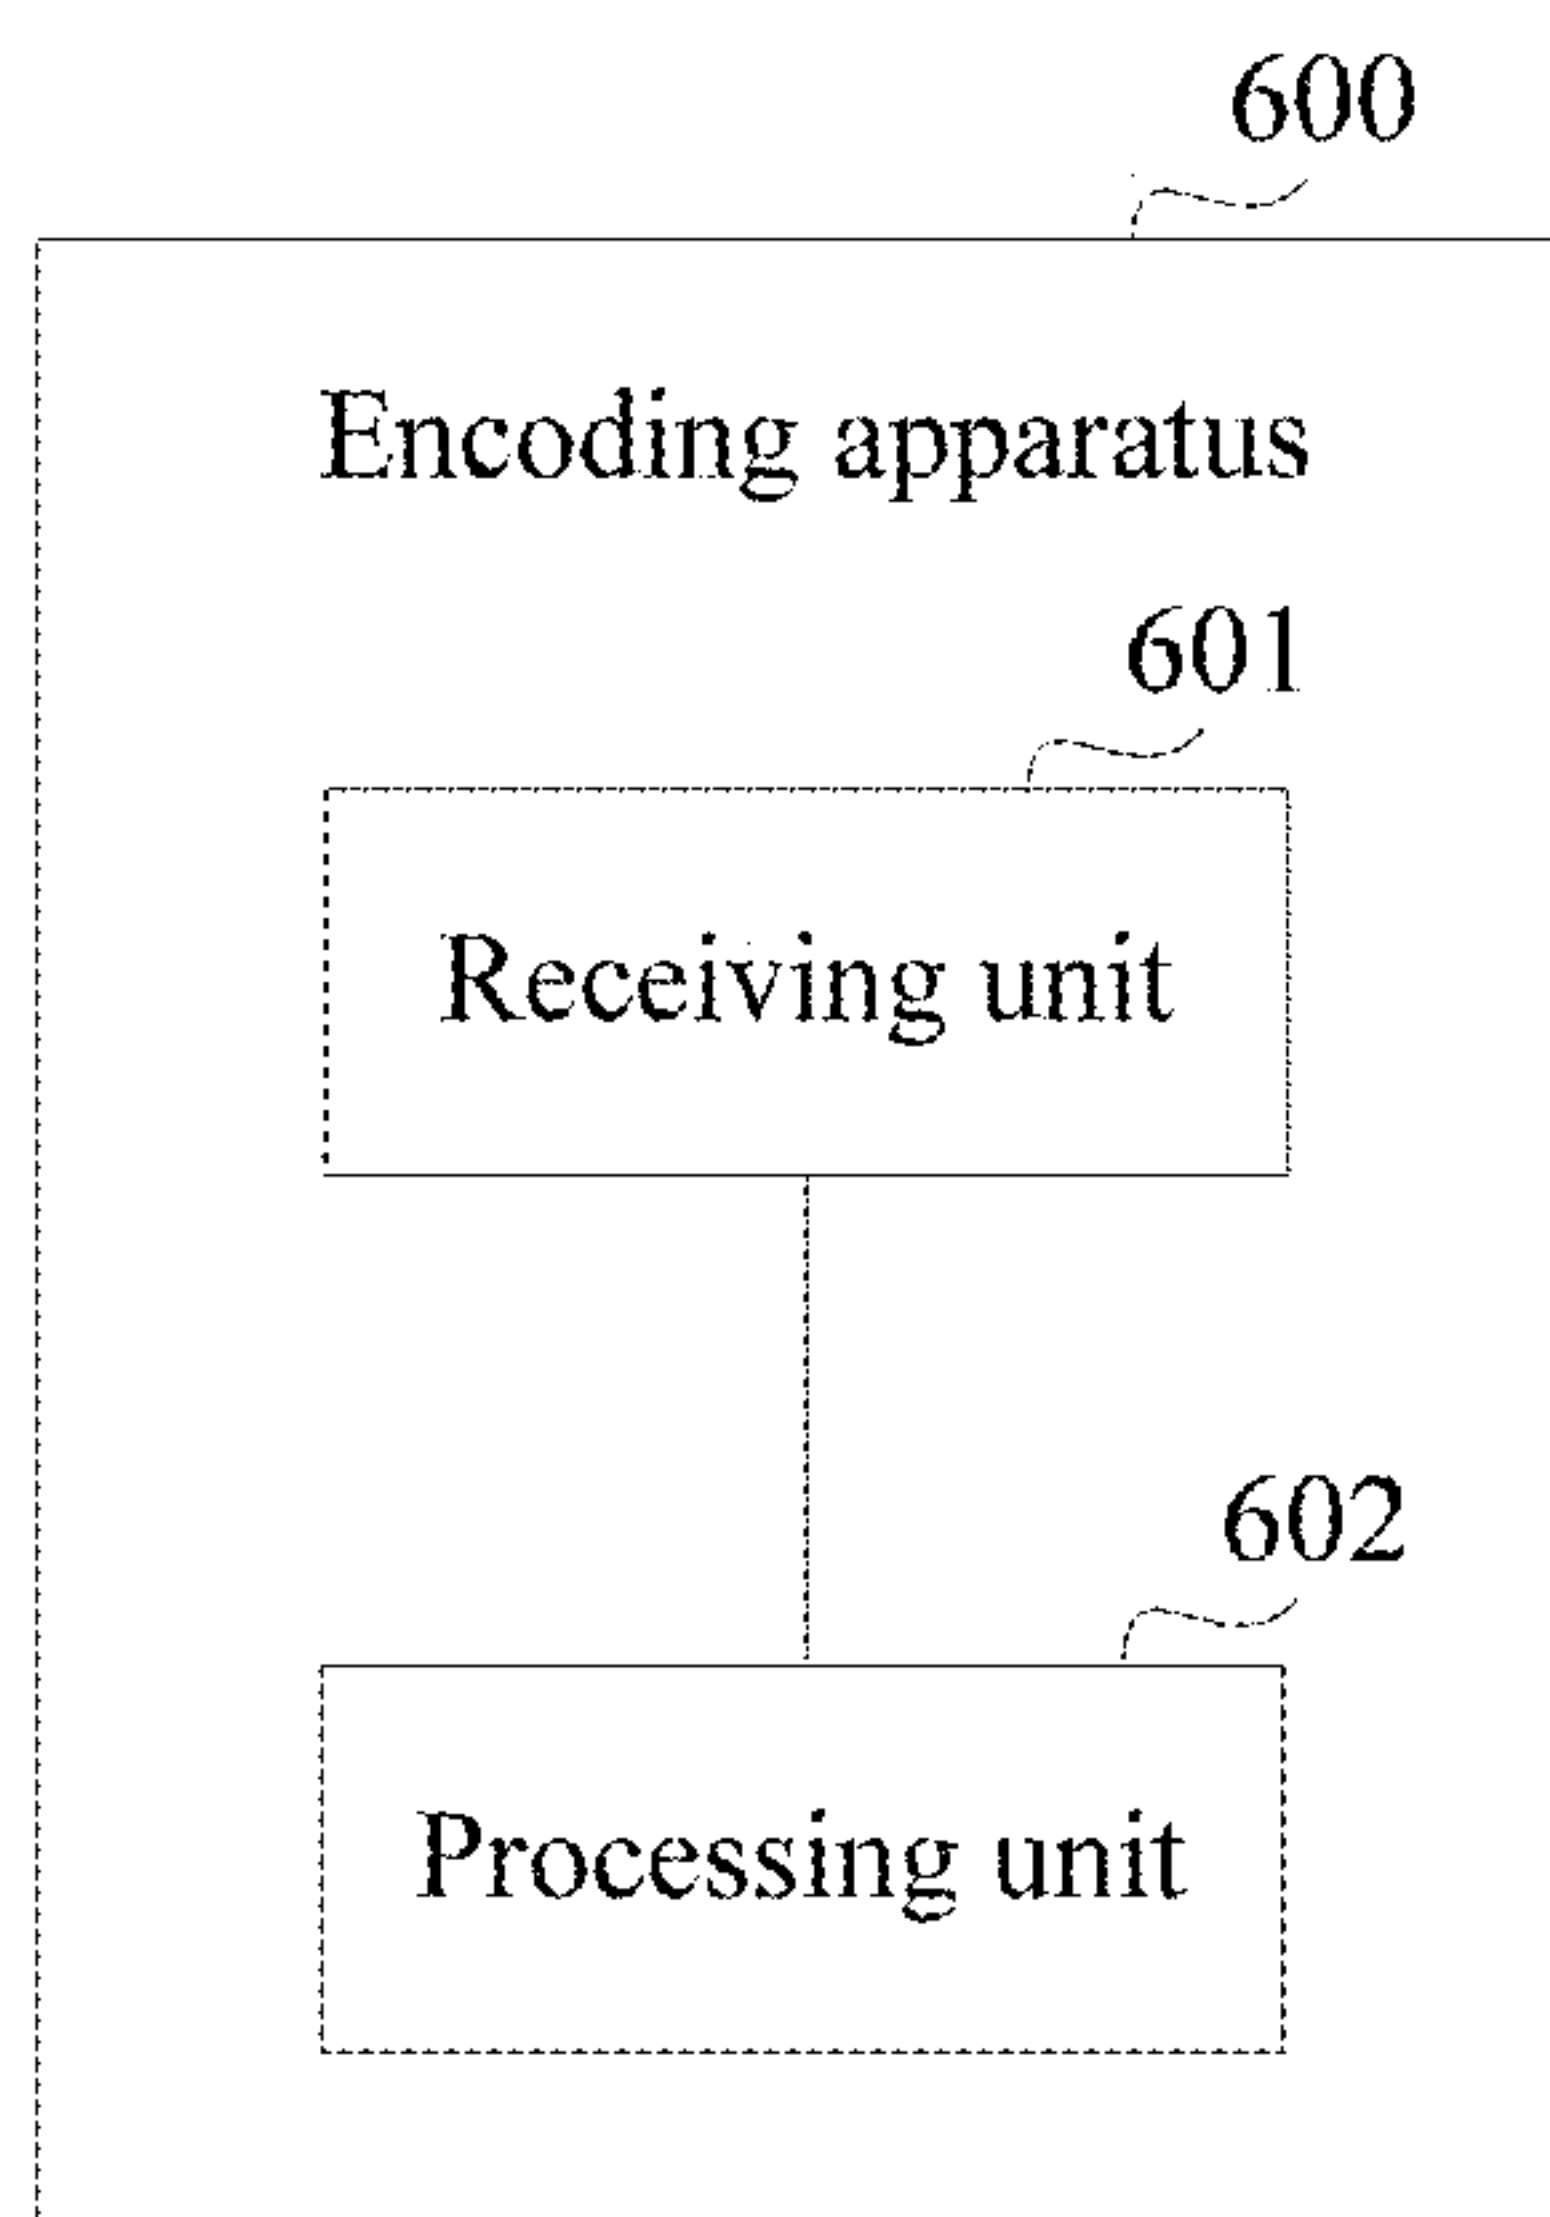 600
Encoding apparatus
601
Receiving unit
602
Processing unit